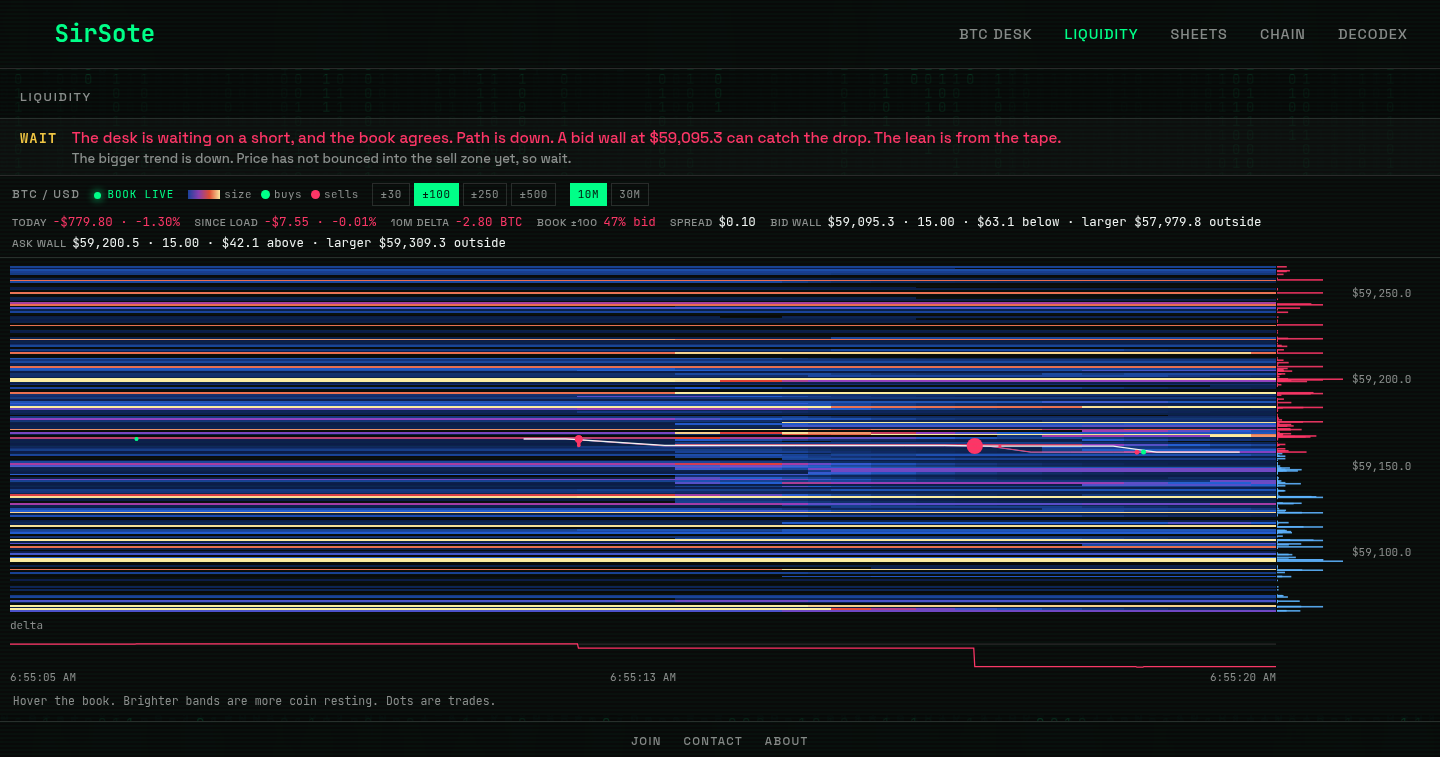 SirSote
BTC DESK LIQUIDITY SHEETS CHAIN DECODEX
LIQUIDITY
WAIT The desk is waiting on a short, and the book agrees. Path is down. A bid wall at $59,095.3 can catch the drop. The lean is from the tape.
The bigger trend is down. Price has not bounced into the sell zone yet, so wait.
BTC / USD BOOK LIVE size buys sells ±30 ±100 ±250 ±500 10M 30M
TODAY -$779.80 · -1.30% SINCE LOAD -$7.55 · -0.01% 10M DELTA -2.80 BTC BOOK ±100 47% bid SPREAD $0.10 BID WALL $59,095.3 · 15.00 · $63.1 below · larger $57,979.8 outside
ASK WALL $59,200.5 · 15.00 · $42.1 above · larger $59,309.3 outside
$59,250.0
$59,200.0
$59,150.0
$59,100.0
delta
6:55:05 AM 6:55:13 AM 6:55:20 AM
Hover the book. Brighter bands are more coin resting. Dots are trades.
JOIN CONTACT ABOUT